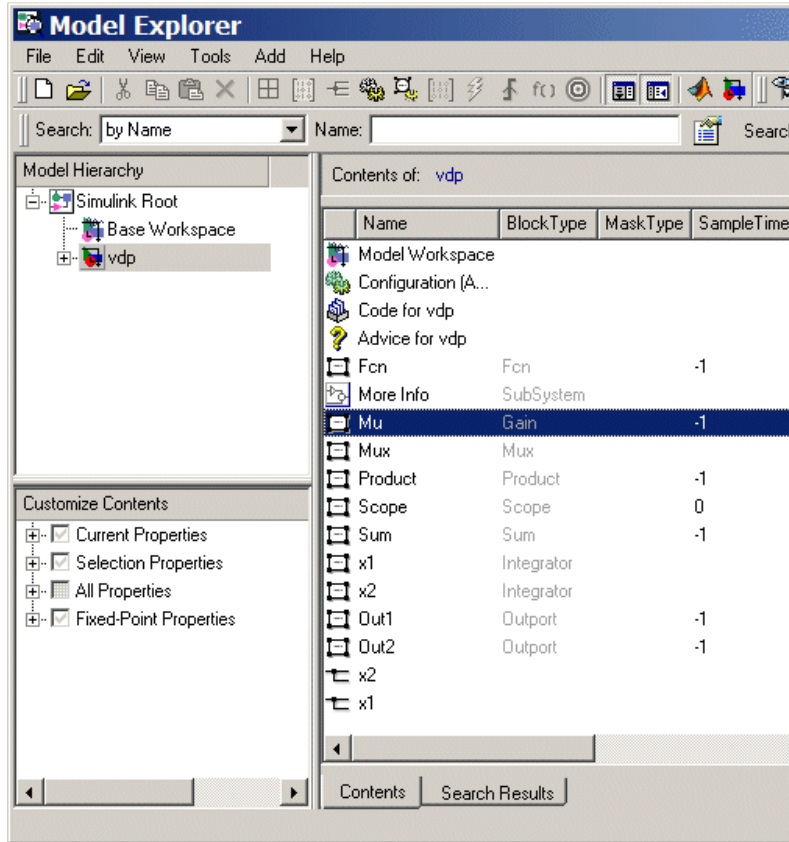 Model Explorer
File Edit View Tools Add Help
Search: by Name Name: Search
Model Hierarchy
Simulink Root
Base Workspace
vdp
Contents of: vdp
Name BlockType MaskType SampleTime
Model Workspace
Configuration (A...
Code for vdp
Advice for vdp
Fcn Fcn -1
More Info SubSystem
Mu Gain -1
Mux Mux
Product Product -1
Scope Scope 0
Sum Sum -1
x1 Integrator
x2 Integrator
Out1 Outport -1
Out2 Outport -1
x2
x1
Customize Contents
Current Properties
Selection Properties
All Properties
Fixed-Point Properties
Contents Search Results